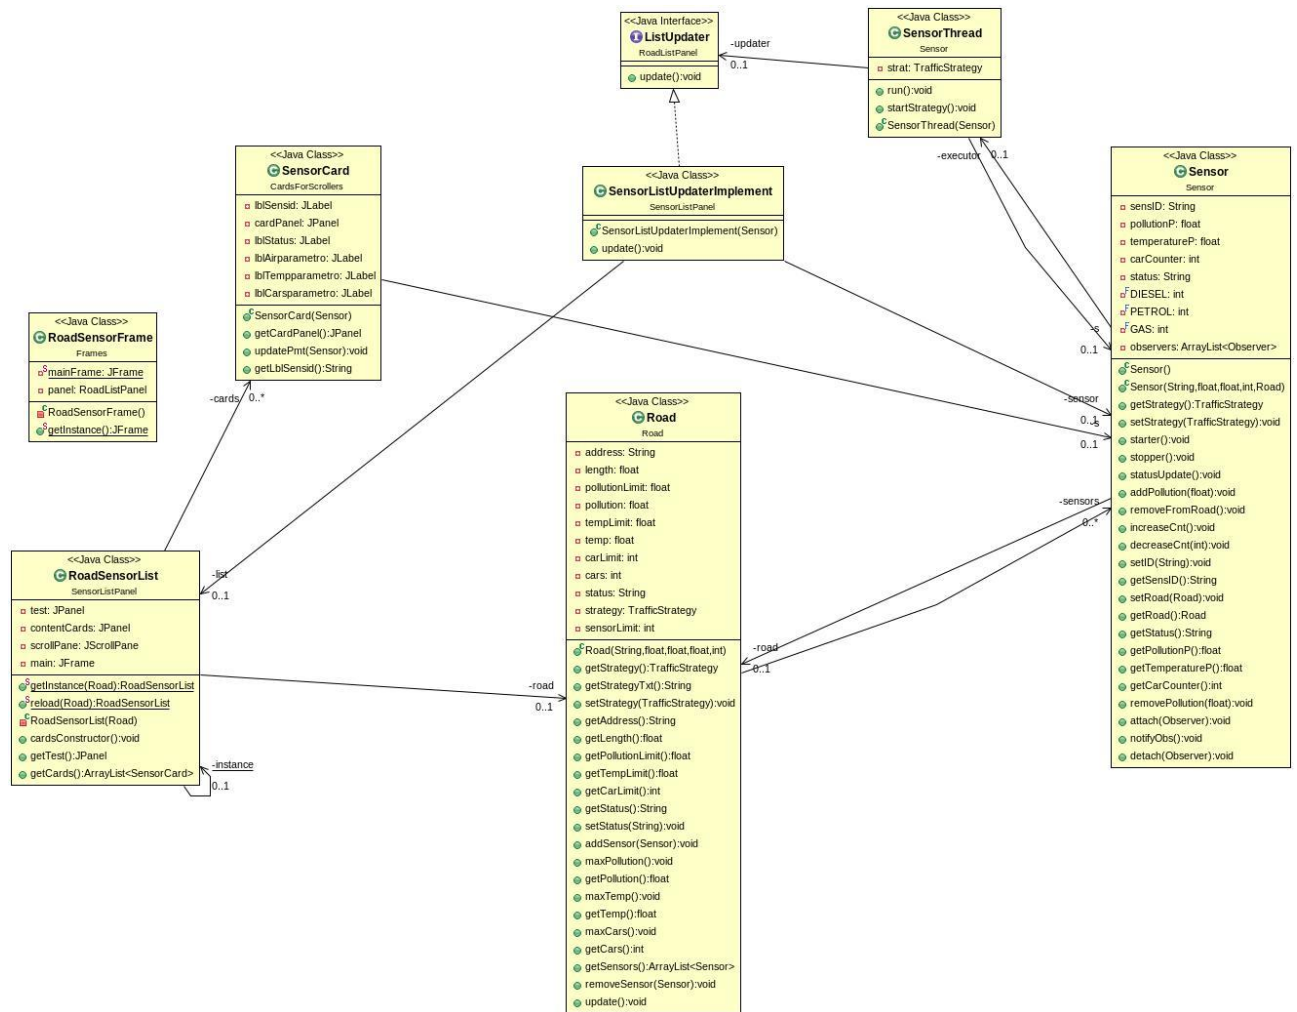 <<Java Interface>>
ListUpdater
RoadListPanel
update():void
-updater
0..1
<<Java Class>>
SensorThread
Sensor
strat: TrafficStrategy
run():void
startStrategy():void
SensorThread(Sensor)
-executor
0..1
<<Java Class>>
SensorCard
CardsForScrollers
lblSensid: JLabel
cardPanel: JPanel
lblStatus: JLabel
lblAirparametro: JLabel
lblTempparametro: JLabel
lblCarsparametro: JLabel
SensorCard(Sensor)
getCardPanel():JPanel
updatePmt(Sensor):void
getLblSensid():String
<<Java Class>>
SensorListUpdaterImplement
SensorListPanel
SensorListUpdaterImplement(Sensor)
update():void
<<Java Class>>
Sensor
Sensor
sensID: String
pollutionP: float
temperatureP: float
carCounter: int
status: String
DIESEL: int
PETROL: int
GAS: int
observers: ArrayList<Observer>
Sensor()
Sensor(String,float,float,int,Road)
getStrategy():TrafficStrategy
setStrategy(TrafficStrategy):void
starter():void
stopper():void
statusUpdate():void
addPollution(float):void
removeFromRoad():void
increaseCnt():void
decreaseCnt(int):void
setID(String):void
getSensID():String
setRoad(Road):void
getRoad():Road
getStatus():String
getPollutionP():float
getTemperatureP():float
getCarCounter():int
removePollution(float):void
attach(Observer):void
notifyObs():void
detach(Observer):void
-s
0..1
-sensor
0..1
-s
0..1
-sensors
0..*
<<Java Class>>
RoadSensorFrame
Frames
mainFrame: JFrame
panel: RoadListPanel
RoadSensorFrame()
getInstance():JFrame
-cards
0..*
<<Java Class>>
Road
Road
address: String
length: float
pollutionLimit: float
pollution: float
tempLimit: float
temp: float
carLimit: int
cars: int
status: String
strategy: TrafficStrategy
sensorLimit: int
Road(String,float,float,float,int)
getStrategy():TrafficStrategy
getStrategyTxt():String
setStrategy(TrafficStrategy):void
getAddress():String
getLength():float
getPollutionLimit():float
getTempLimit():float
getCarLimit():int
getStatus():String
setStatus(String):void
addSensor(Sensor):void
maxPollution():void
getPollution():float
maxTemp():void
getTemp():float
maxCars():void
getCars():int
getSensors():ArrayList<Sensor>
removeSensor(Sensor):void
update():void
-road
0..1
<<Java Class>>
RoadSensorList
SensorListPanel
test: JPanel
contentCards: JPanel
scrollPane: JScrollPane
main: JFrame
getInstance(Road):RoadSensorList
reload(Road):RoadSensorList
RoadSensorList(Road)
cardsConstructor():void
getTest():JPanel
getCards():ArrayList<SensorCard>
-list
0..1
-road
0..1
-instance
0..1